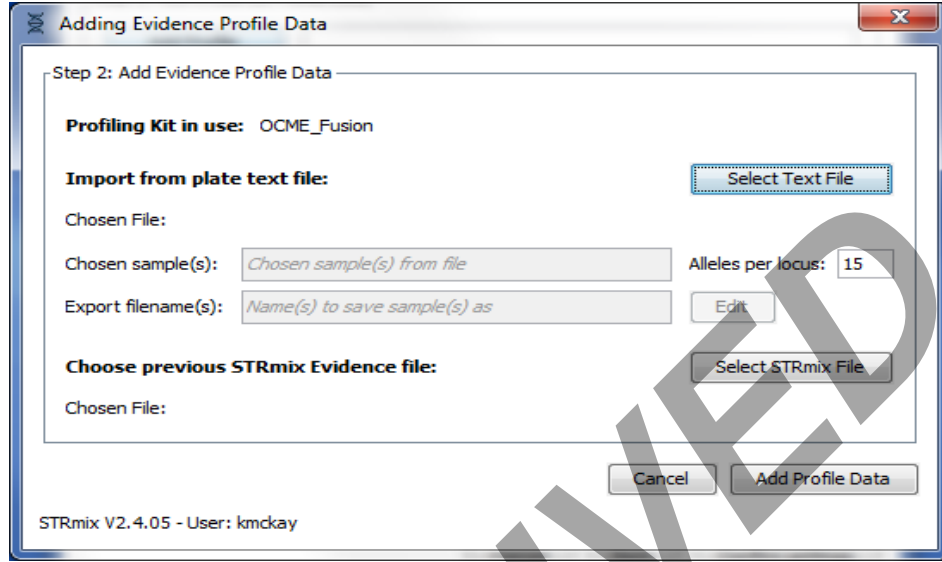 Adding Evidence Profile Data
Step 2: Add Evidence Profile Data
Profiling Kit in use: OCME_Fusion
Import from plate text file: Select Text File
Chosen File:
Chosen sample(s): Chosen sample(s) from file Alleles per locus: 15
Export filename(s): Name(s) to save sample(s) as Edit
Choose previous STRmix Evidence file: Select STRmix File
Chosen File:
Cancel Add Profile Data
STRmix V2.4.05 - User: kmckay
IVED